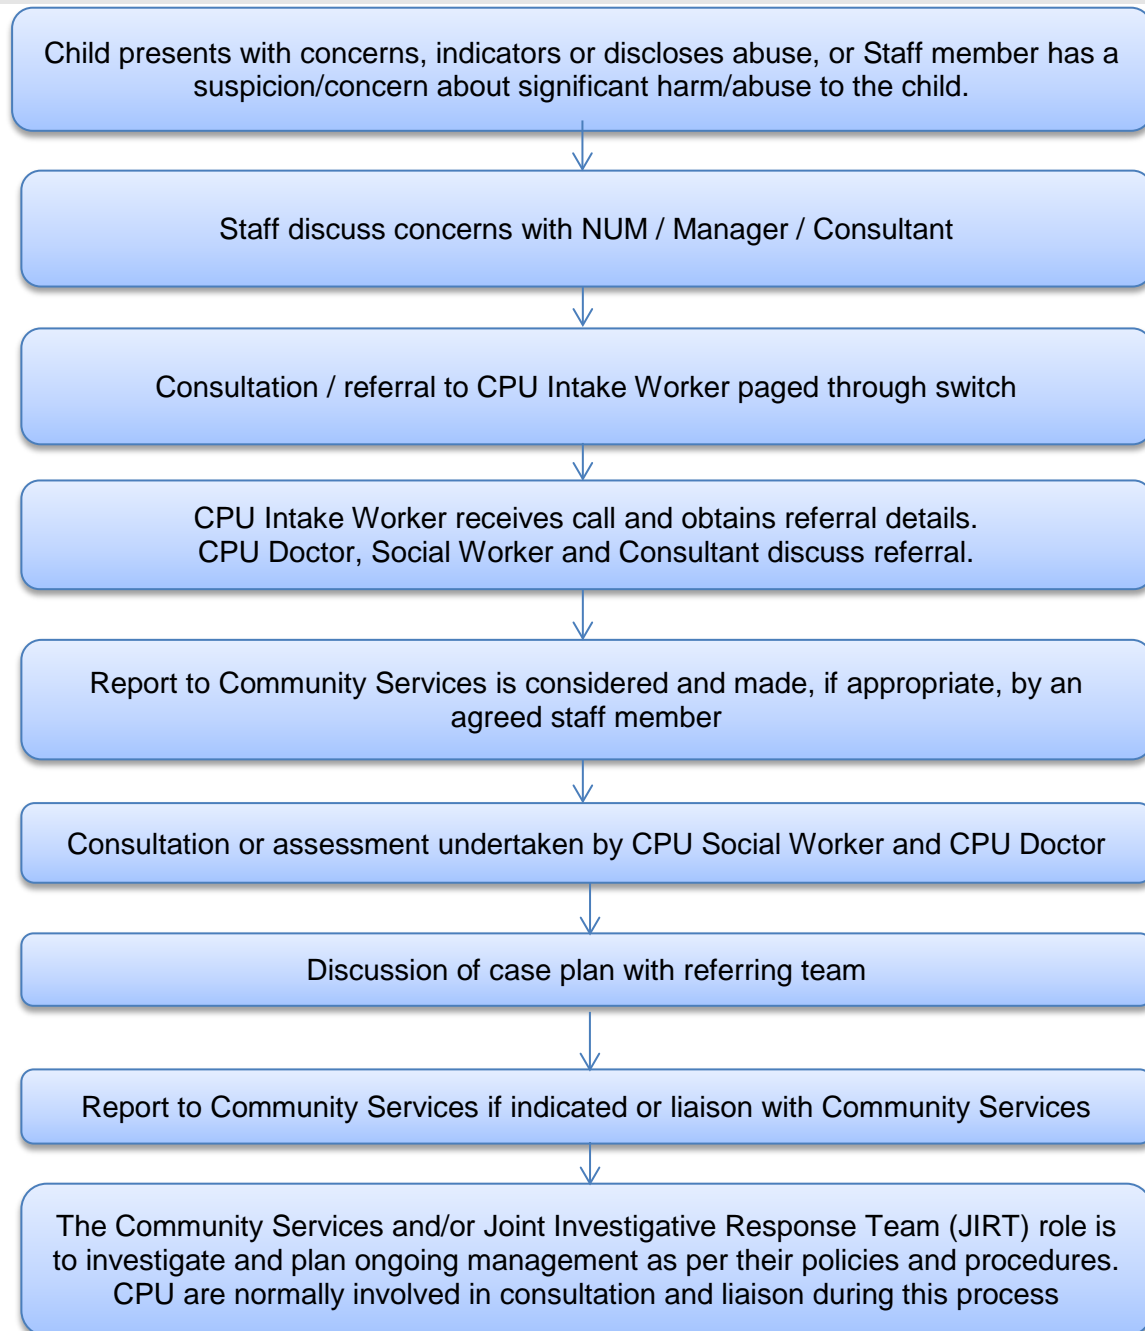 Child presents with concerns, indicators or discloses abuse, or Staff member has a
suspicion/concern about significant harm/abuse to the child.
Staff discuss concerns with NUM / Manager / Consultant
Consultation / referral to CPU Intake Worker paged through switch
CPU Intake Worker receives call and obtains referral details.
CPU Doctor, Social Worker and Consultant discuss referral.
Report to Community Services is considered and made, if appropriate, by an
agreed staff member
Consultation or assessment undertaken by CPU Social Worker and CPU Doctor
Discussion of case plan with referring team
Report to Community Services if indicated or liaison with Community Services
The Community Services and/or Joint Investigative Response Team (JIRT) role is
to investigate and plan ongoing management as per their policies and procedures.
CPU are normally involved in consultation and liaison during this process